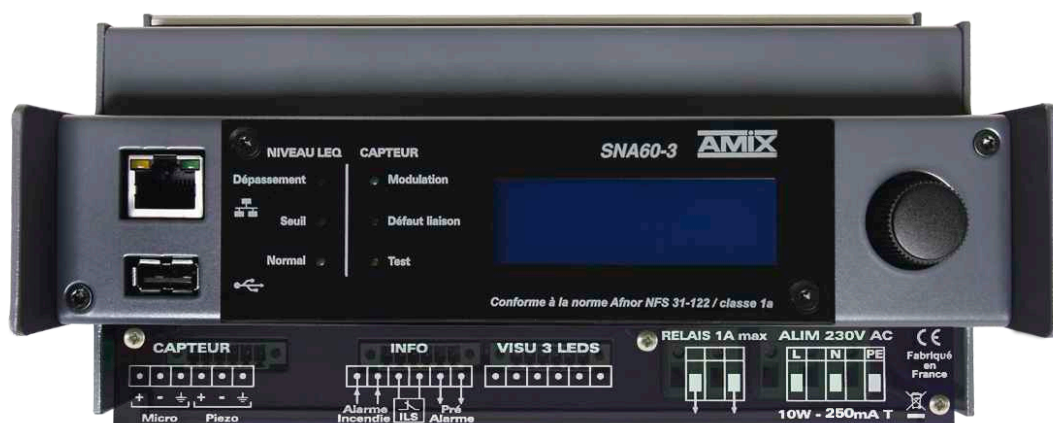 NIVEAU LEQ CAPTEUR SNA60-3 AMIX
Dépassement Modulation
Seuil Défaut liaison
Normal Test
Conforme à la norme Afnor NFS 31-122 / classe 1a
CAPTEUR INFO VISU 3 LEDS RELAIS 1A max ALIM 230V AC CE
L N PE Fabriqué
en
France
+ - + -
Micro Piezo Alarme Incendie ILS Pré Alarme 10W - 250mA T